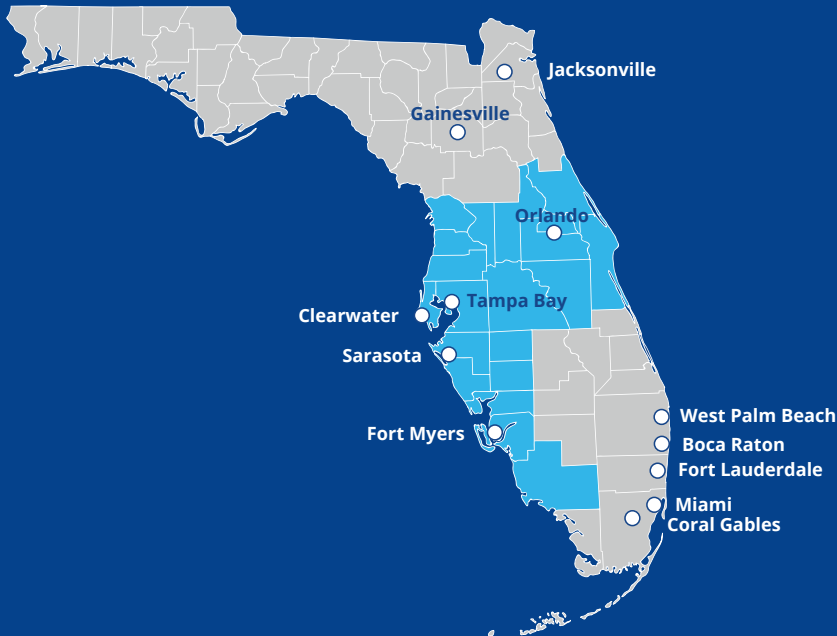 Jacksonville
Gainesville
Orlando
Tampa Bay
Clearwater
Sarasota
West Palm Beach
Fort Myers
Boca Raton
Fort Lauderdale
Miami
Coral Gables